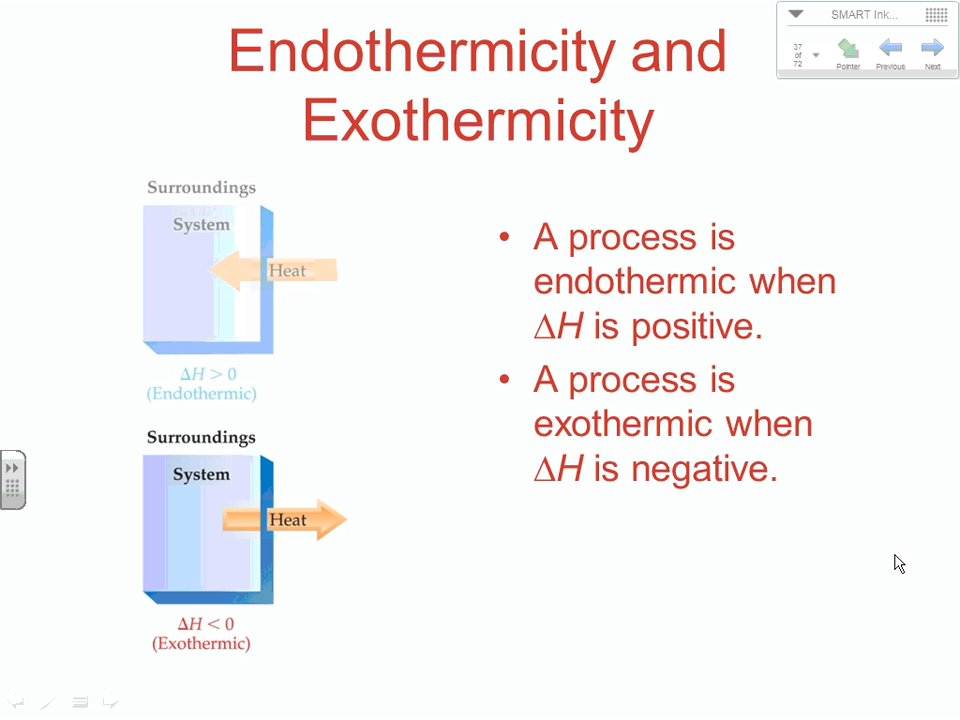 Endothermicity and
Exothermicity
SMART Ink...
37
of
72
Pointer
Previous
Next
Surroundings
System
Heat
ΔH > 0
(Endothermic)
Surroundings
System
Heat
ΔH < 0
(Exothermic)
• A process is
endothermic when
ΔH is positive.
• A process is
exothermic when
ΔH is negative.